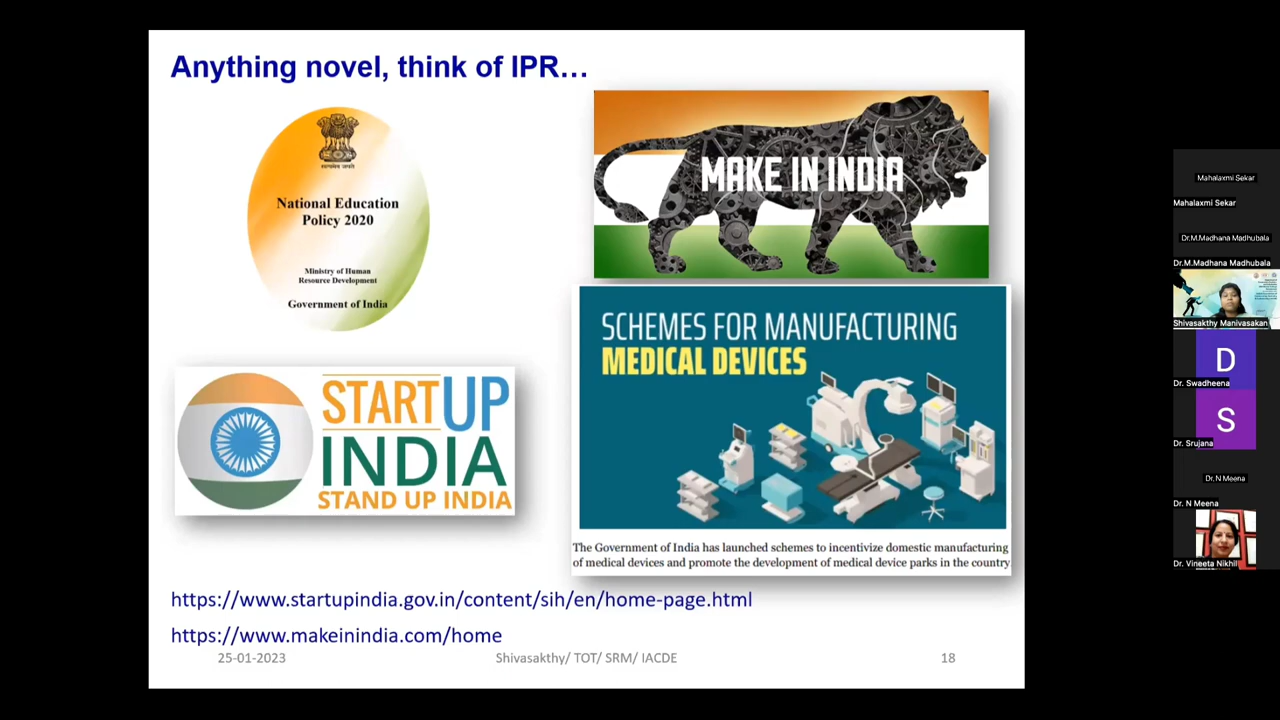 Anything novel, think of IPR...
सत्यमेव जयते
National Education
Policy 2020
Ministry of Human
Resource Development
Government of India
MAKE IN INDIA
SCHEMES FOR MANUFACTURING
MEDICAL DEVICES
The Government of India has launched schemes to incentivize domestic manufacturing
of medical devices and promote the development of medical device parks in the country
STARTUP
INDIA
STAND UP INDIA
https://www.startupindia.gov.in/content/sih/en/home-page.html
https://www.makeinindia.com/home
25-01-2023
Shivasakthy/ TOT/ SRM/ IACDE
18
Mahalaxmi Sekar
Mahalaxmi Sekar
Dr.M.Madhana Madhubala
Dr.M.Madhana Madhubala
Shivasakthy Manivasakan
D
Dr. Swadheena
S
Dr. Srujana
Dr. N Meena
Dr. N Meena
Dr. Vineeta Nikhil